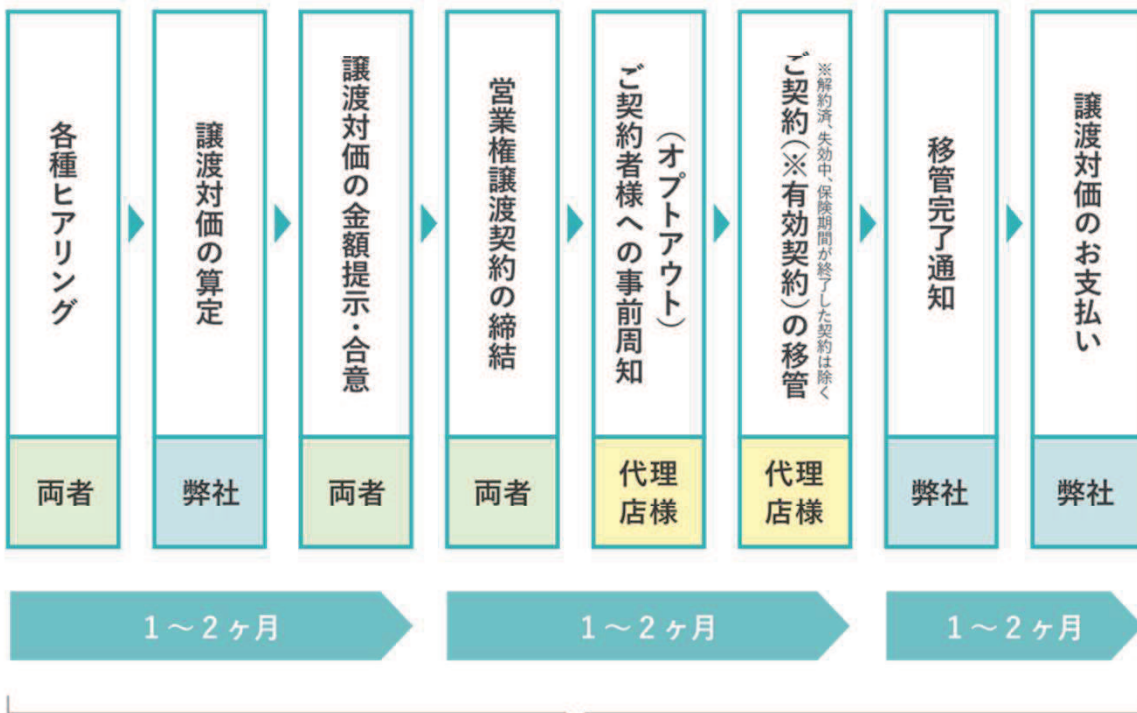 各種ヒアリング
両者
譲渡対価の算定
弊社
譲渡対価の金額提示・合意
両者
営業権譲渡契約の締結
両者
（オプトアウト）
ご契約者様への事前周知
代理
店様
※解約済、失効中、保険期間が終了した契約は除く
ご契約（※有効契約）の移管
代理
店様
移管完了通知
弊社
譲渡対価のお支払い
弊社
1～2ヶ月
1～2ヶ月
1～2ヶ月